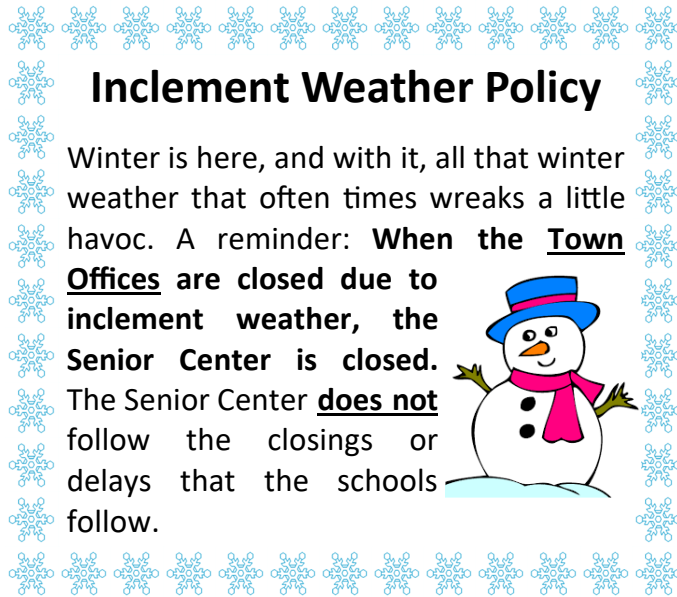 Inclement Weather Policy
Winter is here, and with it, all that winter
weather that often times wreaks a little
havoc. A reminder: When the Town
Offices are closed due to
inclement weather, the
Senior Center is closed.
The Senior Center does not
follow the closings or
delays that the schools
follow.